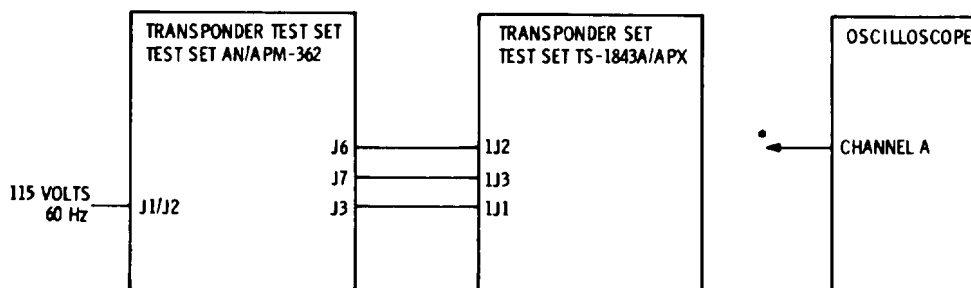 TRANSPONDER TEST SET
TEST SET AN/APM-362
J6
J7
J3
115 VOLTS
60 Hz
J1/J2
TRANSPONDER SET
TEST SET TS-1843A/APX
1J2
1J3
1J1
*
OSCILLOSCOPE
CHANNEL A